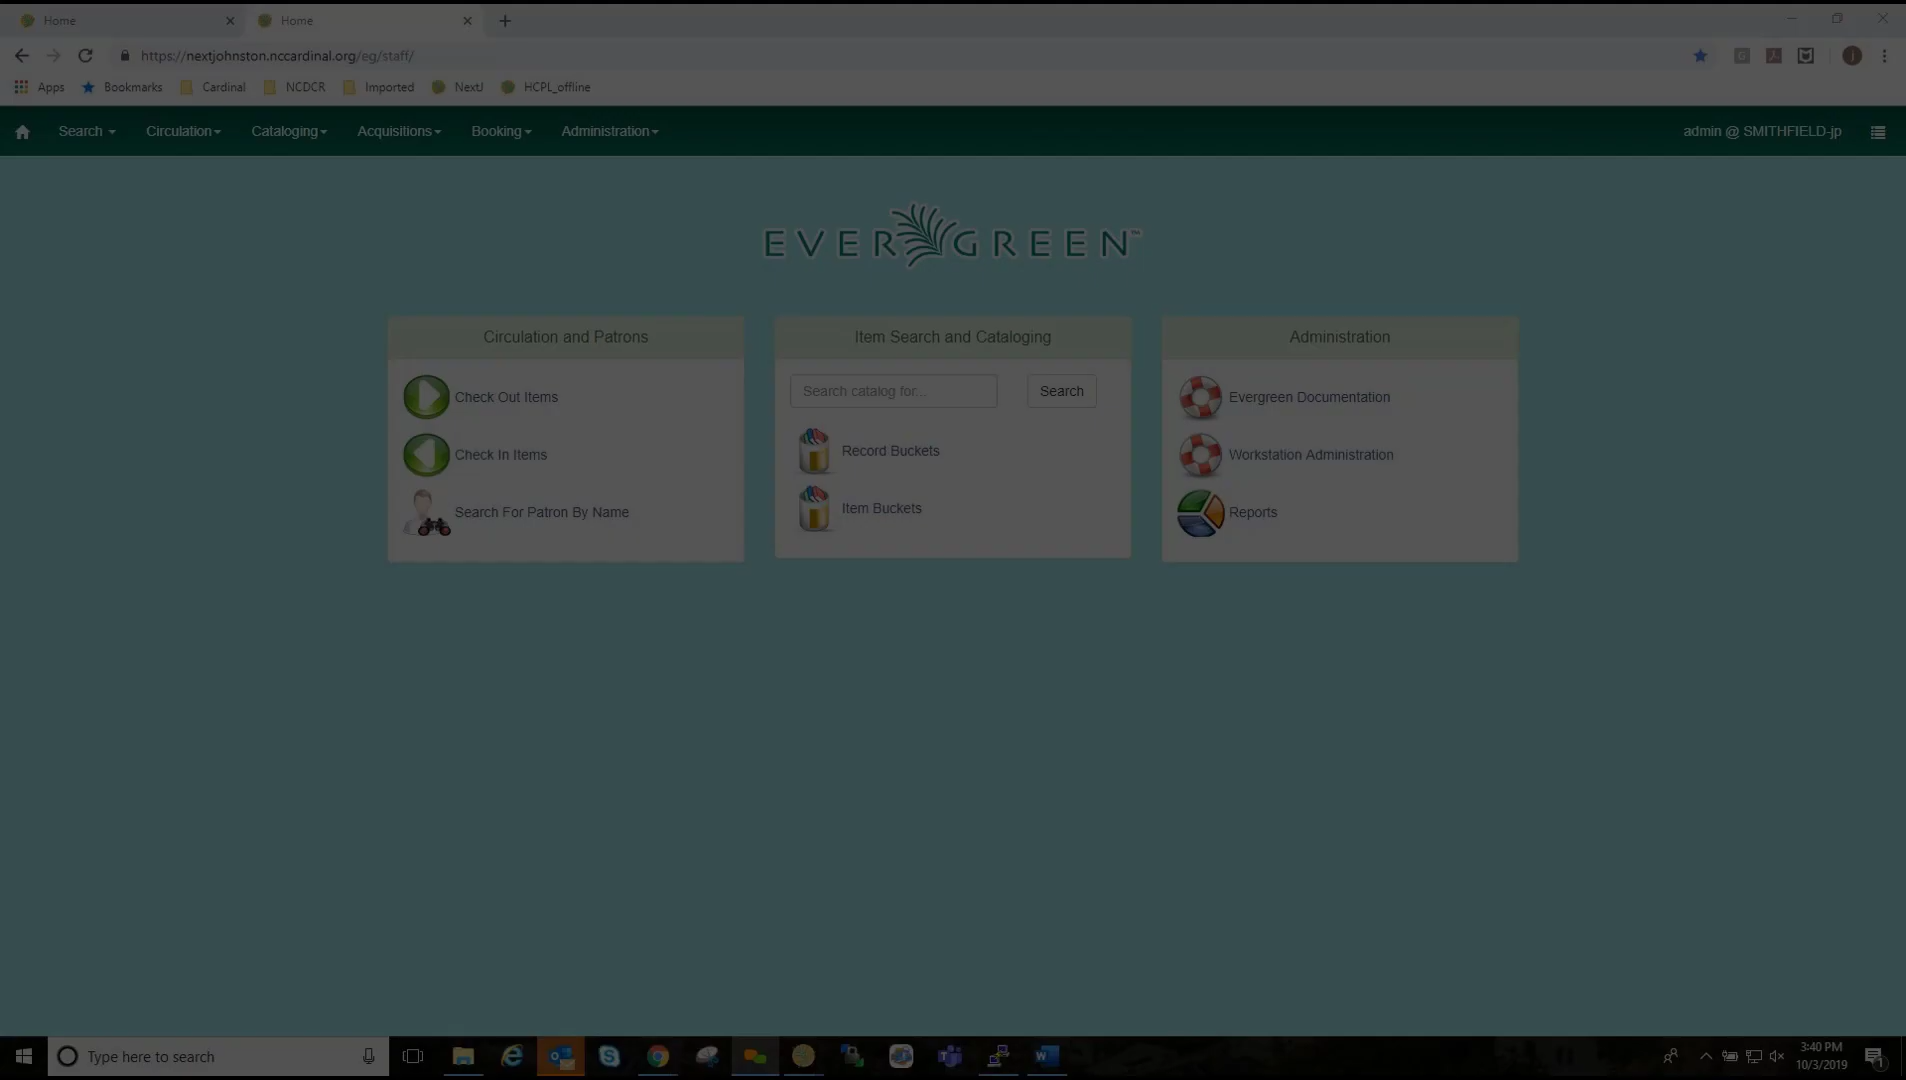 Home
Home
https://nextjohnston.nccardinal.org/eg/staff/
Apps Bookmarks Cardinal NCDCR Imported NextJ HCPL_offline
Search Circulation Cataloging Acquisitions Booking Administration admin @ SMITHFIELD-jp
EVERGREEN™
Circulation and Patrons
Check Out Items
Check In Items
Search For Patron By Name
Item Search and Cataloging
Search catalog for... Search
Record Buckets
Item Buckets
Administration
Evergreen Documentation
Workstation Administration
Reports
Type here to search
3:40 PM
10/3/2019
1